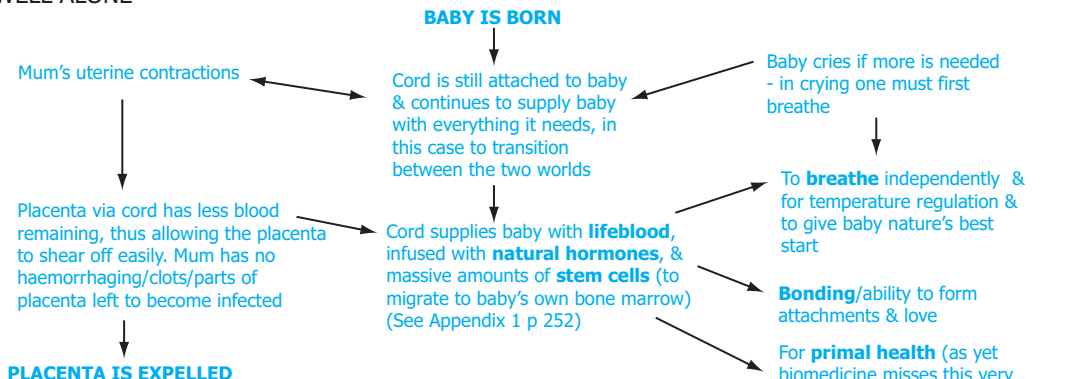 WELL ALONE
BABY IS BORN
Mum's uterine contractions
Cord is still attached to baby
& continues to supply baby
with everything it needs, in
this case to transition
between the two worlds
Baby cries if more is needed
- in crying one must first
breathe
Placenta via cord has less blood
remaining, thus allowing the placenta
to shear off easily. Mum has no
haemorrhaging/clots/parts of
placenta left to become infected
Cord supplies baby with lifeblood,
infused with natural hormones, &
massive amounts of stem cells (to
migrate to baby's own bone marrow)
(See Appendix 1 p 252)
To breathe independently &
for temperature regulation &
to give baby nature's best
start
Bonding/ability to form
attachments & love
For primal health (as yet
biomedicine misses this very
PLACENTA IS EXPELLED